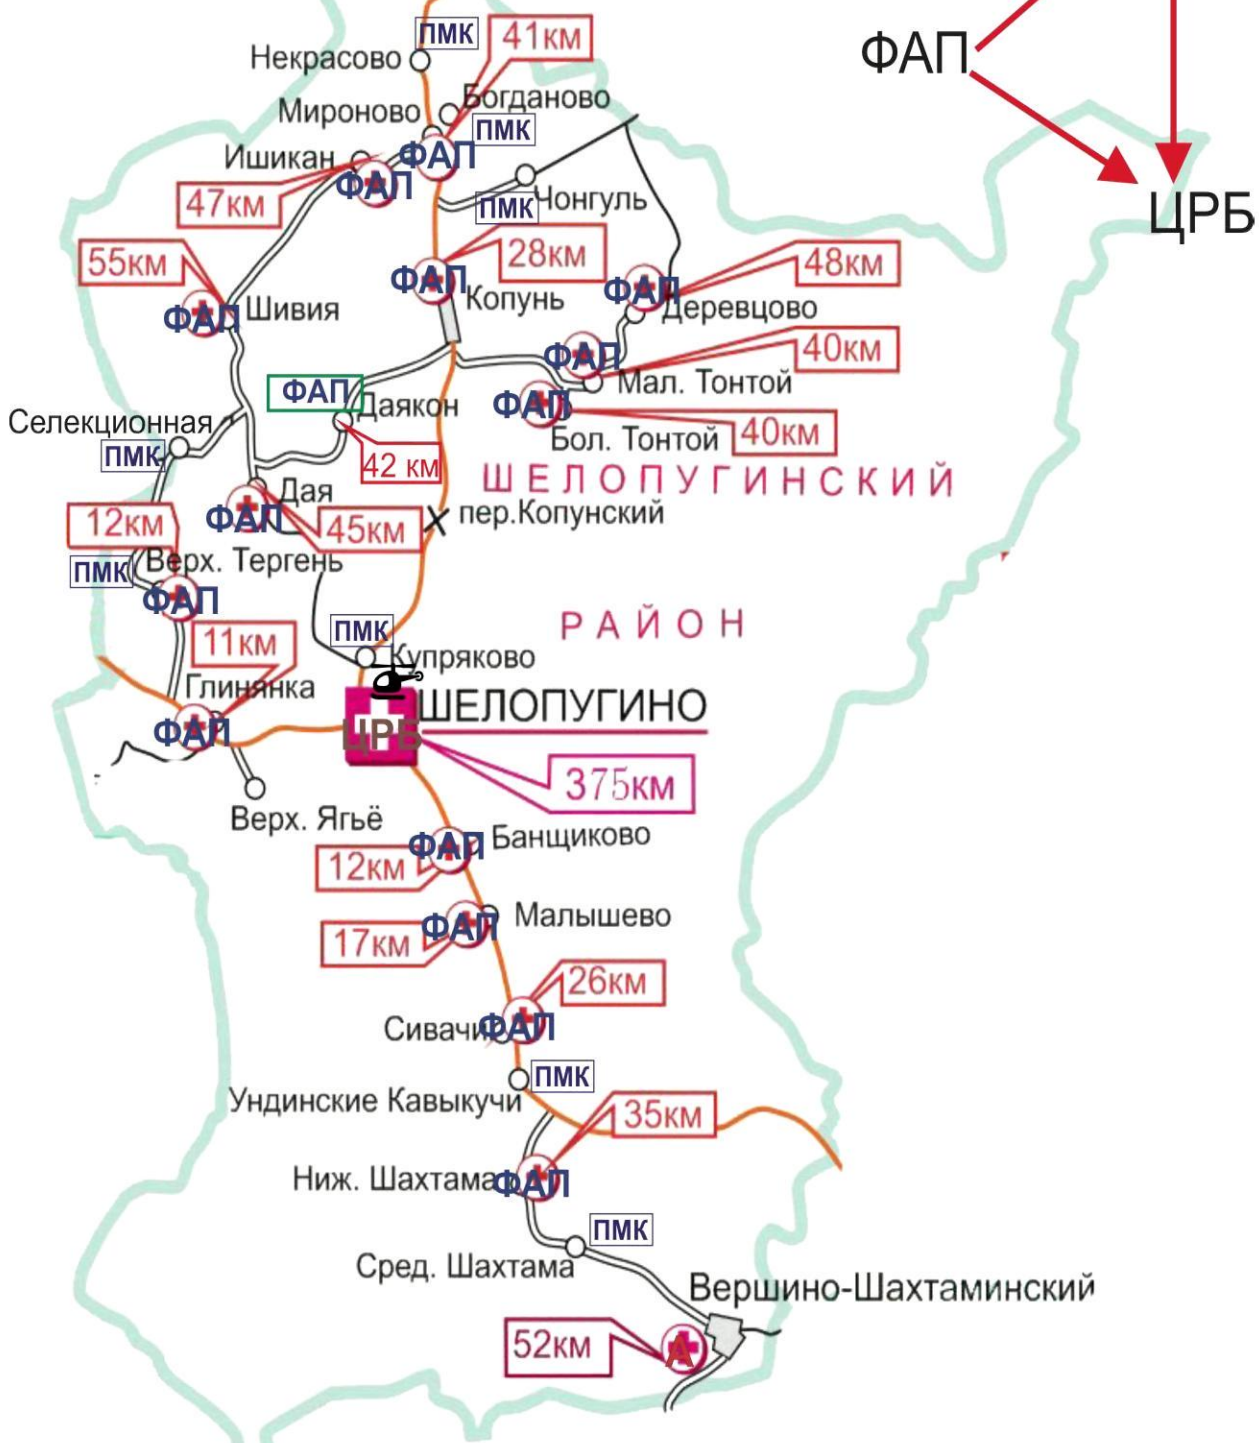 ПМК
41км
Некрасово
ФАП
Богданово
Мироново
ПМК
Ишикан
ФАП
ФАП
47км
ПМК
Чонгуль
ЦРБ
55км
28км
48км
ФАП
ФАП
Копунь
Деревцово
ФАП
Шивия
40км
ФАП
Мал. Тонтой
ФАП
Даякон
ФАП
Селекционная
Бол. Тонтой
40км
ПМК
42 км
ШЕЛОПУГИНСКИЙ
Дая
ФАП
12км
45км
пер.Копунский
Верх. Тергень
ПМК
ФАП
РАЙОН
ПМК
11км
Купряково
Глинянка
ШЕЛОПУГИНО
ФАП
ЦРБ
375км
Верх. Ягьё
Банщиково
ФАП
12км
Малышево
ФАП
17км
26км
Сивачи
ФАП
ПМК
Ундинские Кавыкучи
35км
Ниж. Шахтама
ФАП
ПМК
Сред. Шахтама
Вершино-Шахтаминский
52км
А